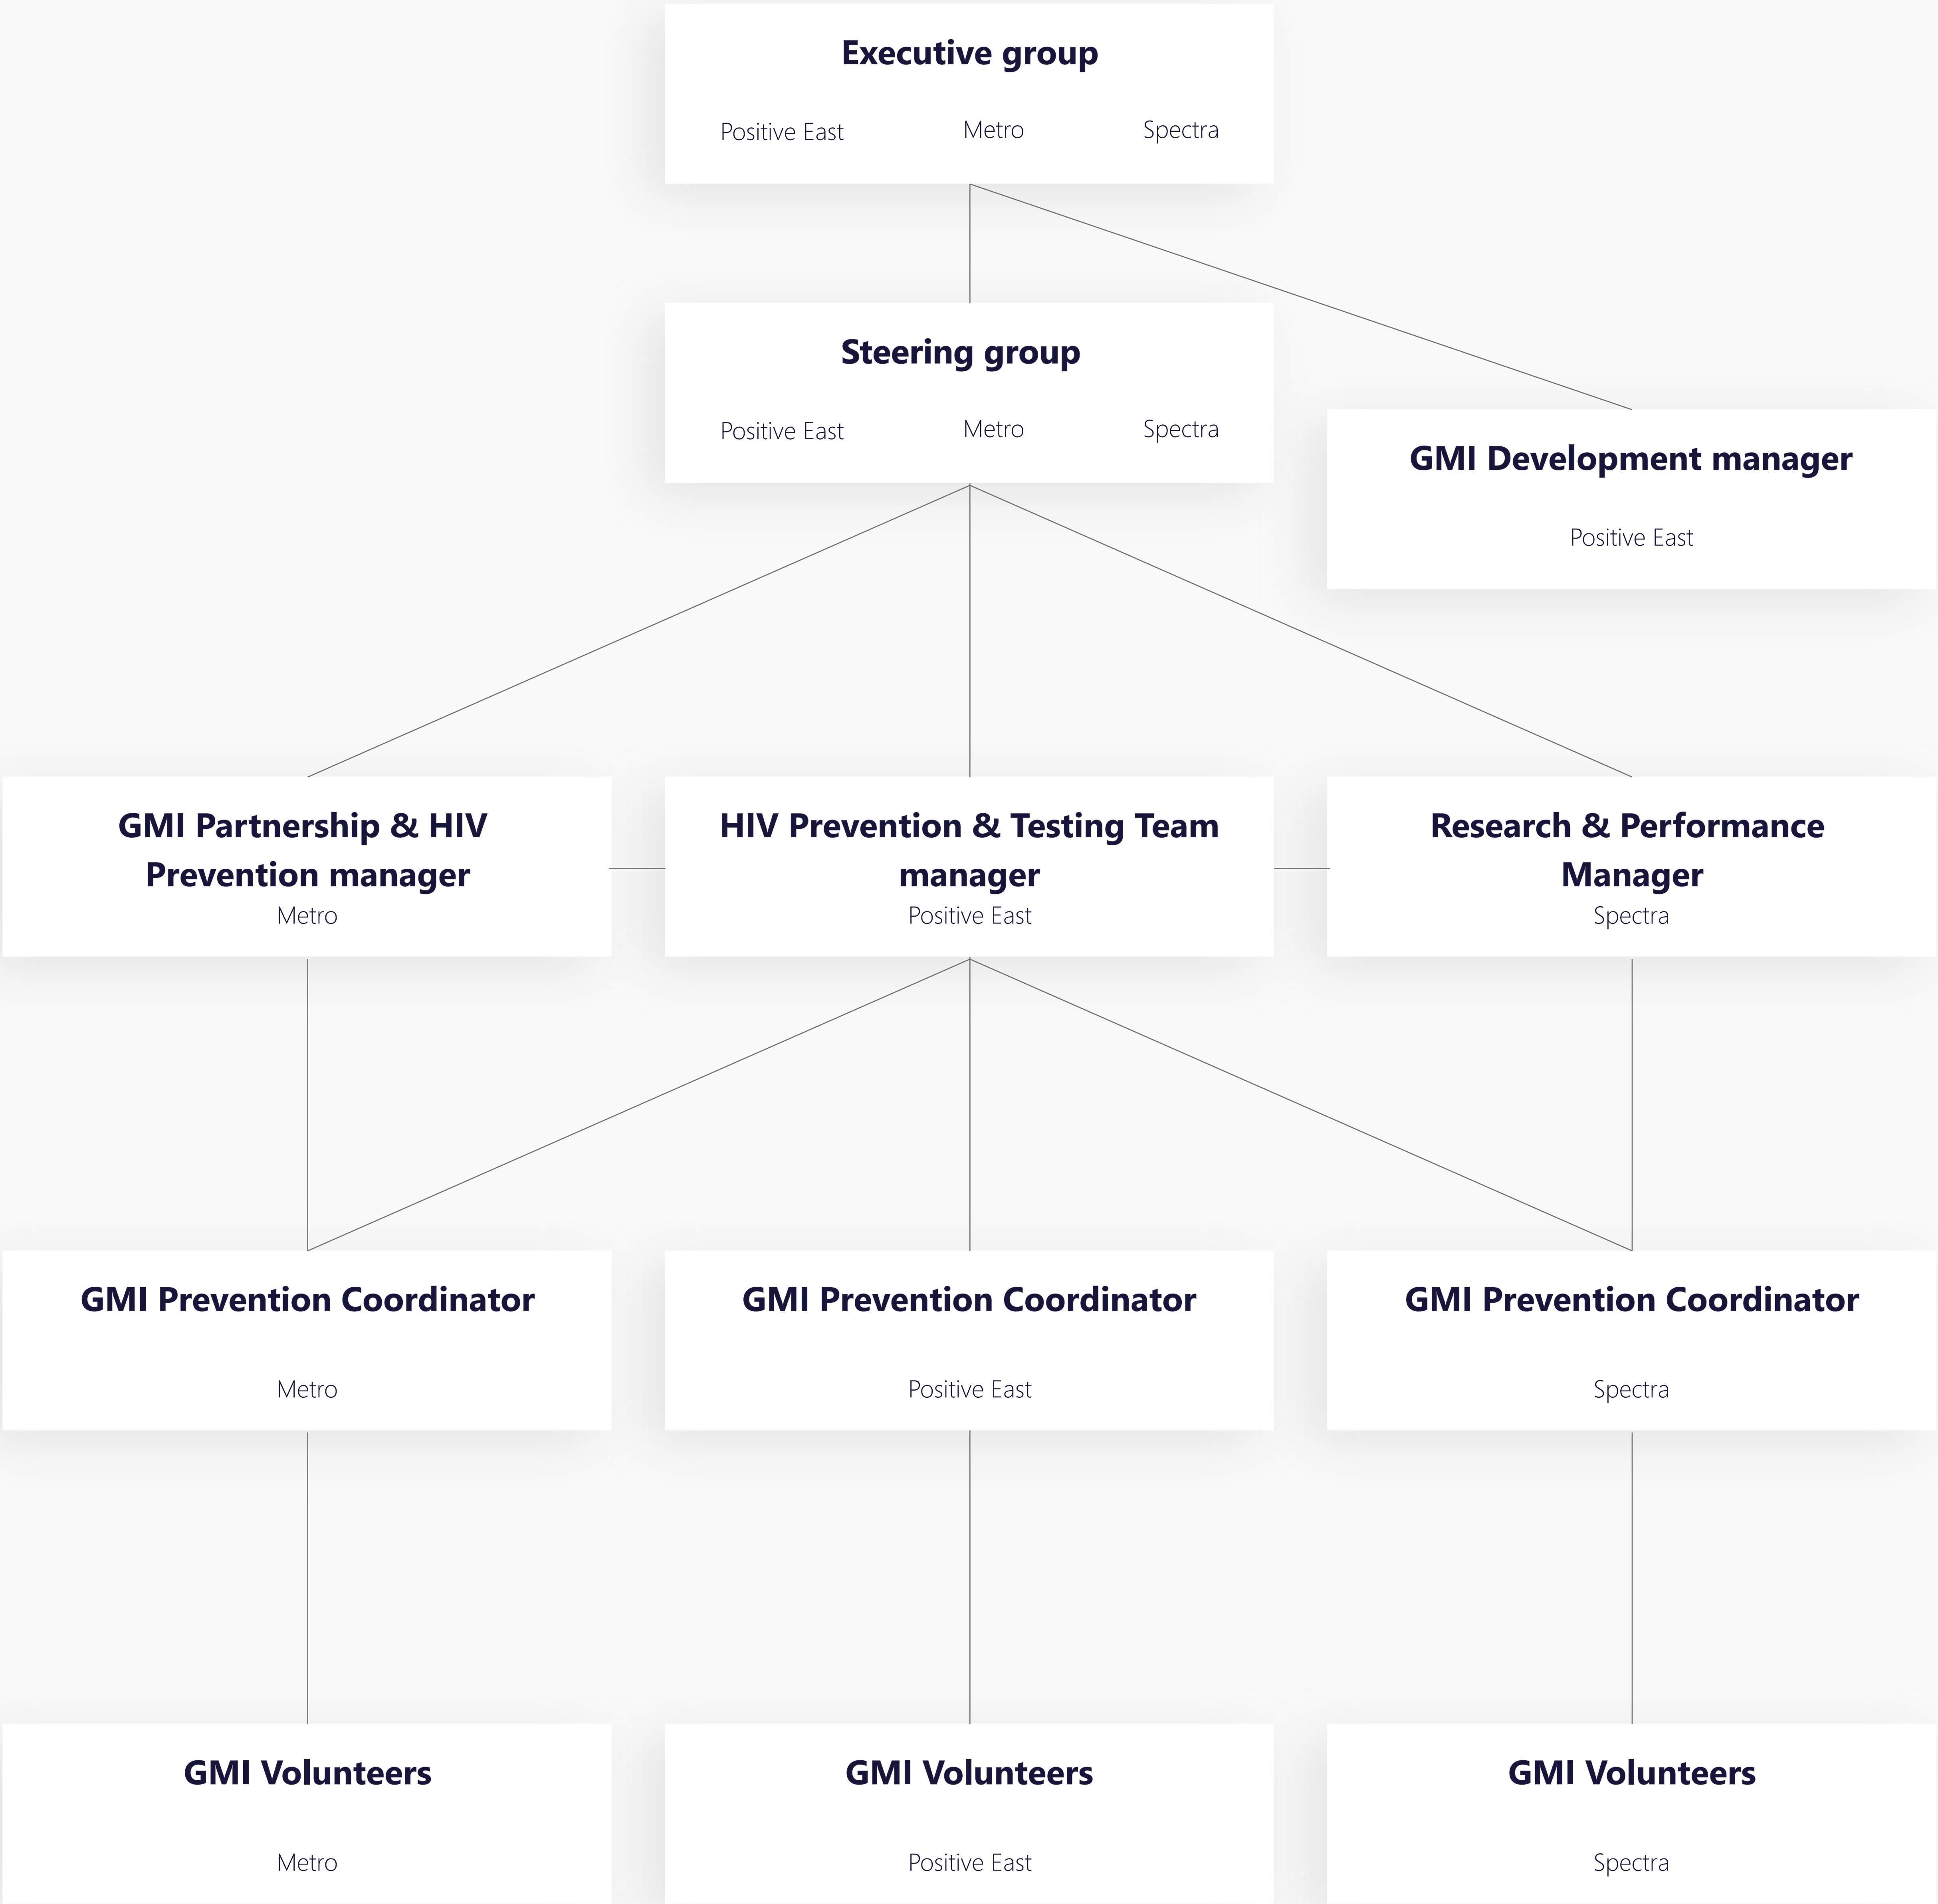 Executive group
Positive East Metro Spectra
Steering group
Positive East Metro Spectra
GMI Development manager
Positive East
GMI Partnership & HIV
Prevention manager
Metro
HIV Prevention & Testing Team
manager
Positive East
Research & Performance
Manager
Spectra
GMI Prevention Coordinator
Metro
GMI Prevention Coordinator
Positive East
GMI Prevention Coordinator
Spectra
GMI Volunteers
Metro
GMI Volunteers
Positive East
GMI Volunteers
Spectra